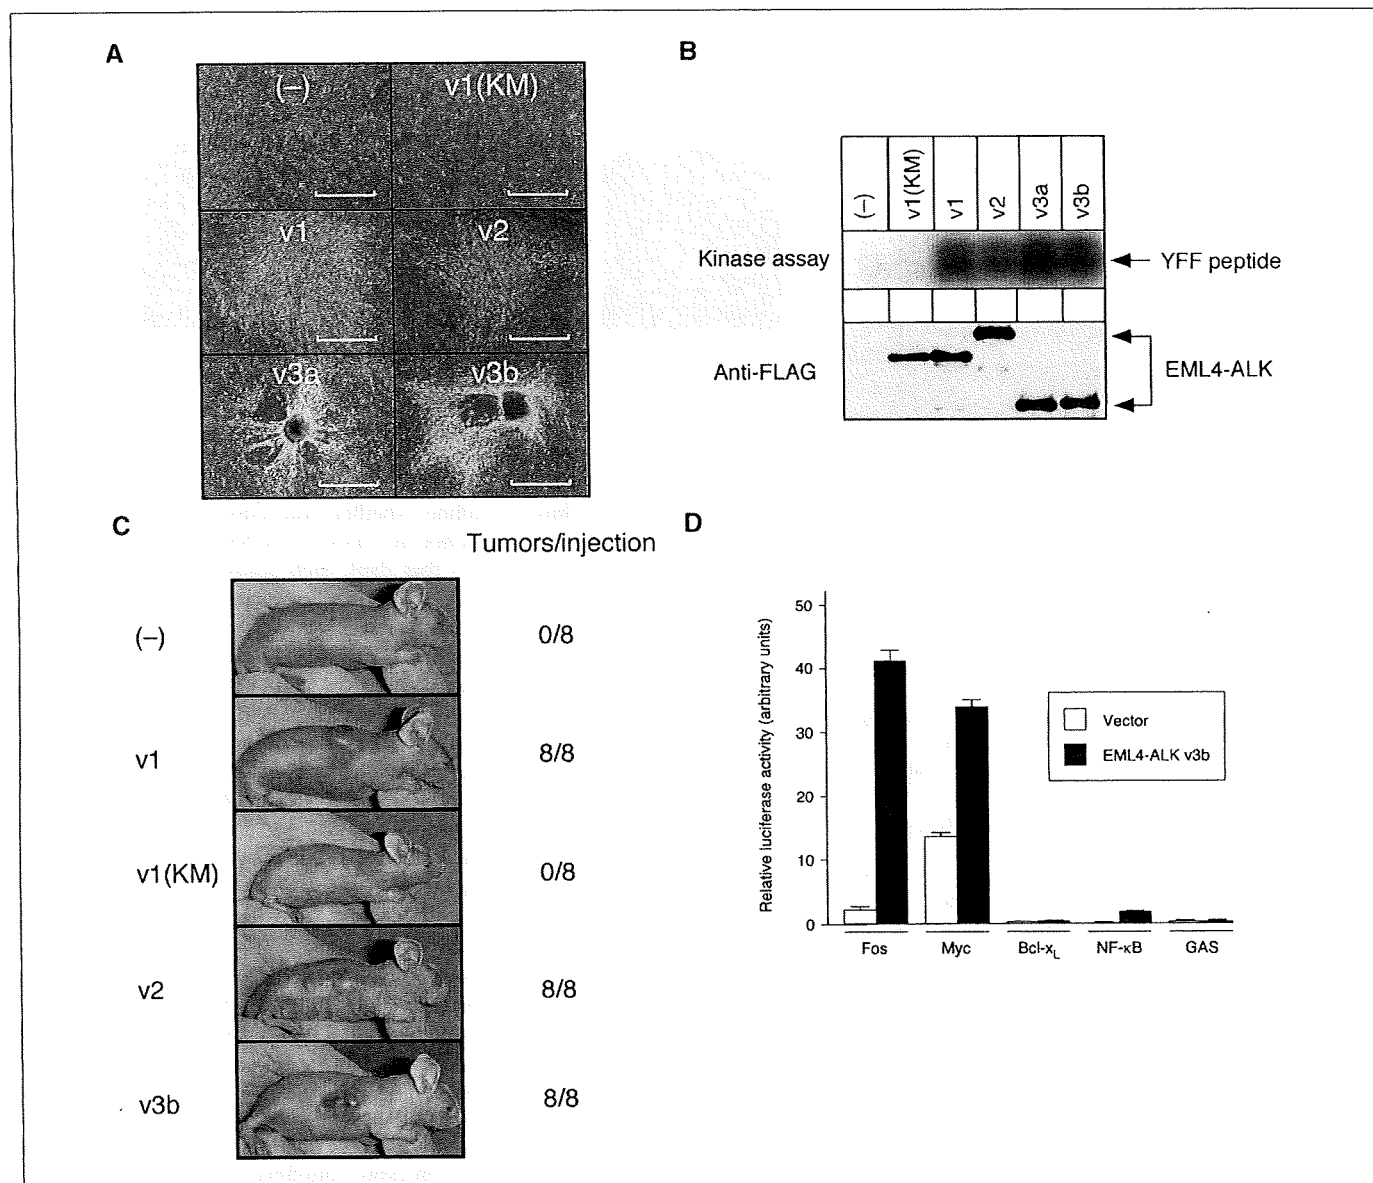 A
(–)
v1(KM)
v1
v2
v3a
v3b
B
(–)
v1(KM)
v1
v2
v3a
v3b
Kinase assay
YFF peptide
Anti-FLAG
EML4-ALK
C
Tumors/injection
(–)
0/8
v1
8/8
v1(KM)
0/8
v2
8/8
v3b
8/8
D
Relative luciferase activity (arbitrary units)
50
40
30
20
10
0
Vector
EML4-ALK v3b
Fos
Myc
Bcl-xL
NF-κB
GAS